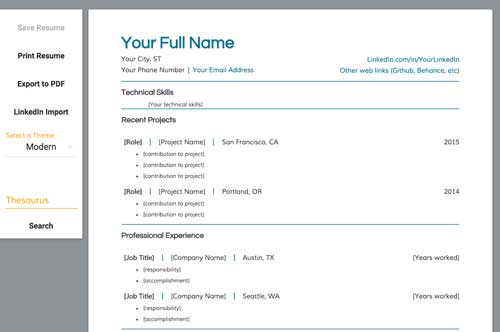 Save Resume
Print Resume
Export to PDF
LinkedIn Import
Select a Theme
Modern
Thesaurus
Search
Your Full Name
Your City, ST
LinkedIn.com/in/YourLinkedIn
Your Phone Number | Your Email Address
Other web links (Github, Behance, etc)
Technical Skills
[Your technical skills]
Recent Projects
[Role] | [Project Name] | San Francisco, CA 2015
• [contribution to project]
• [contribution to project]
• [contribution to project]
[Role] | [Project Name] | Portland, OR 2014
• [contribution to project]
• [contribution to project]
Professional Experience
[Job Title] | [Company Name] | Austin, TX [Years worked]
• [responsibility]
• [accomplishment]
[Job Title] | [Company Name] | Seattle, WA [Years worked]
• [responsibility]
• [accomplishment]